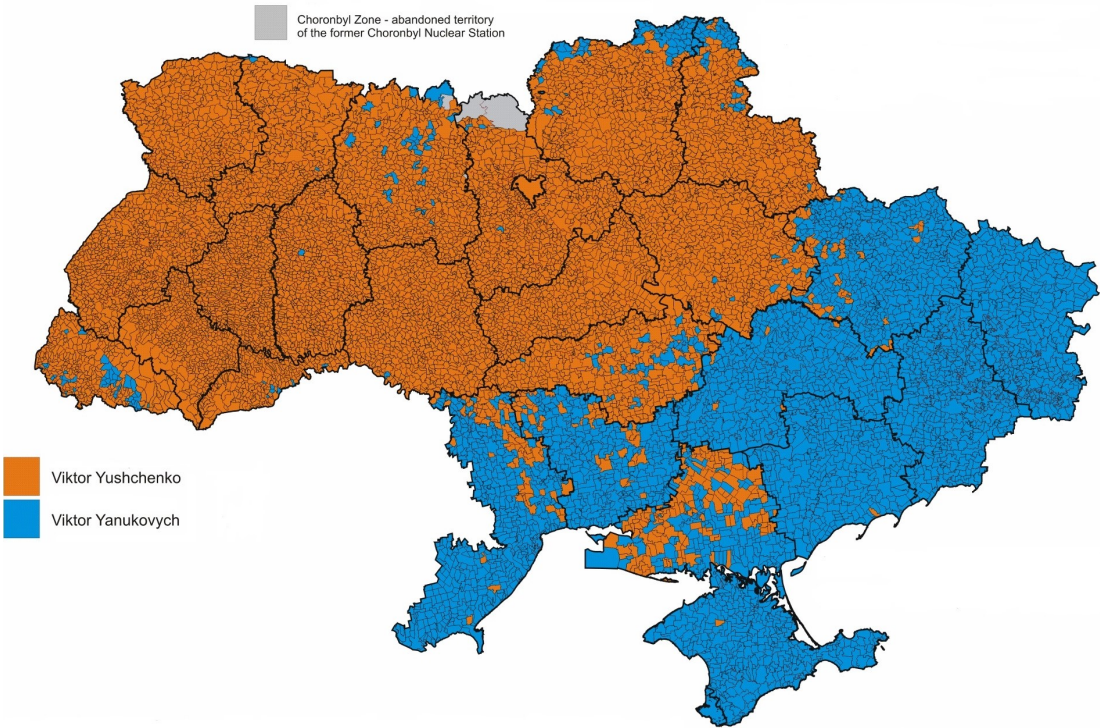 Choronbyl Zone - abandoned territory
of the former Choronbyl Nuclear Station
Viktor Yushchenko
Viktor Yanukovych